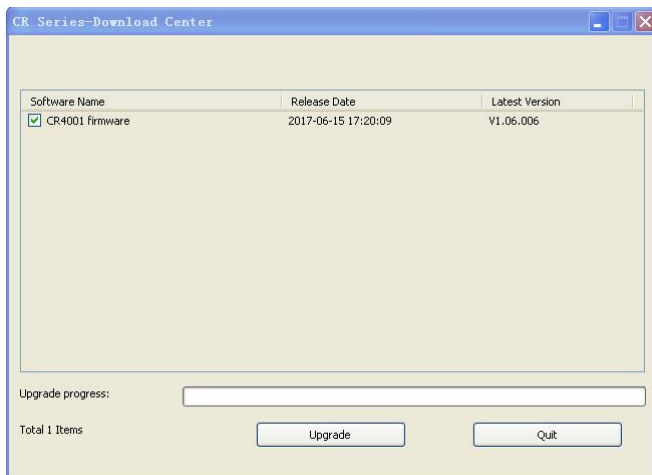 CR Series-Download Center
Software Name Release Date Latest Version
CR4001 firmware 2017-06-15 17:20:09 V1.06.006
Upgrade progress:
Total 1 Items Upgrade Quit